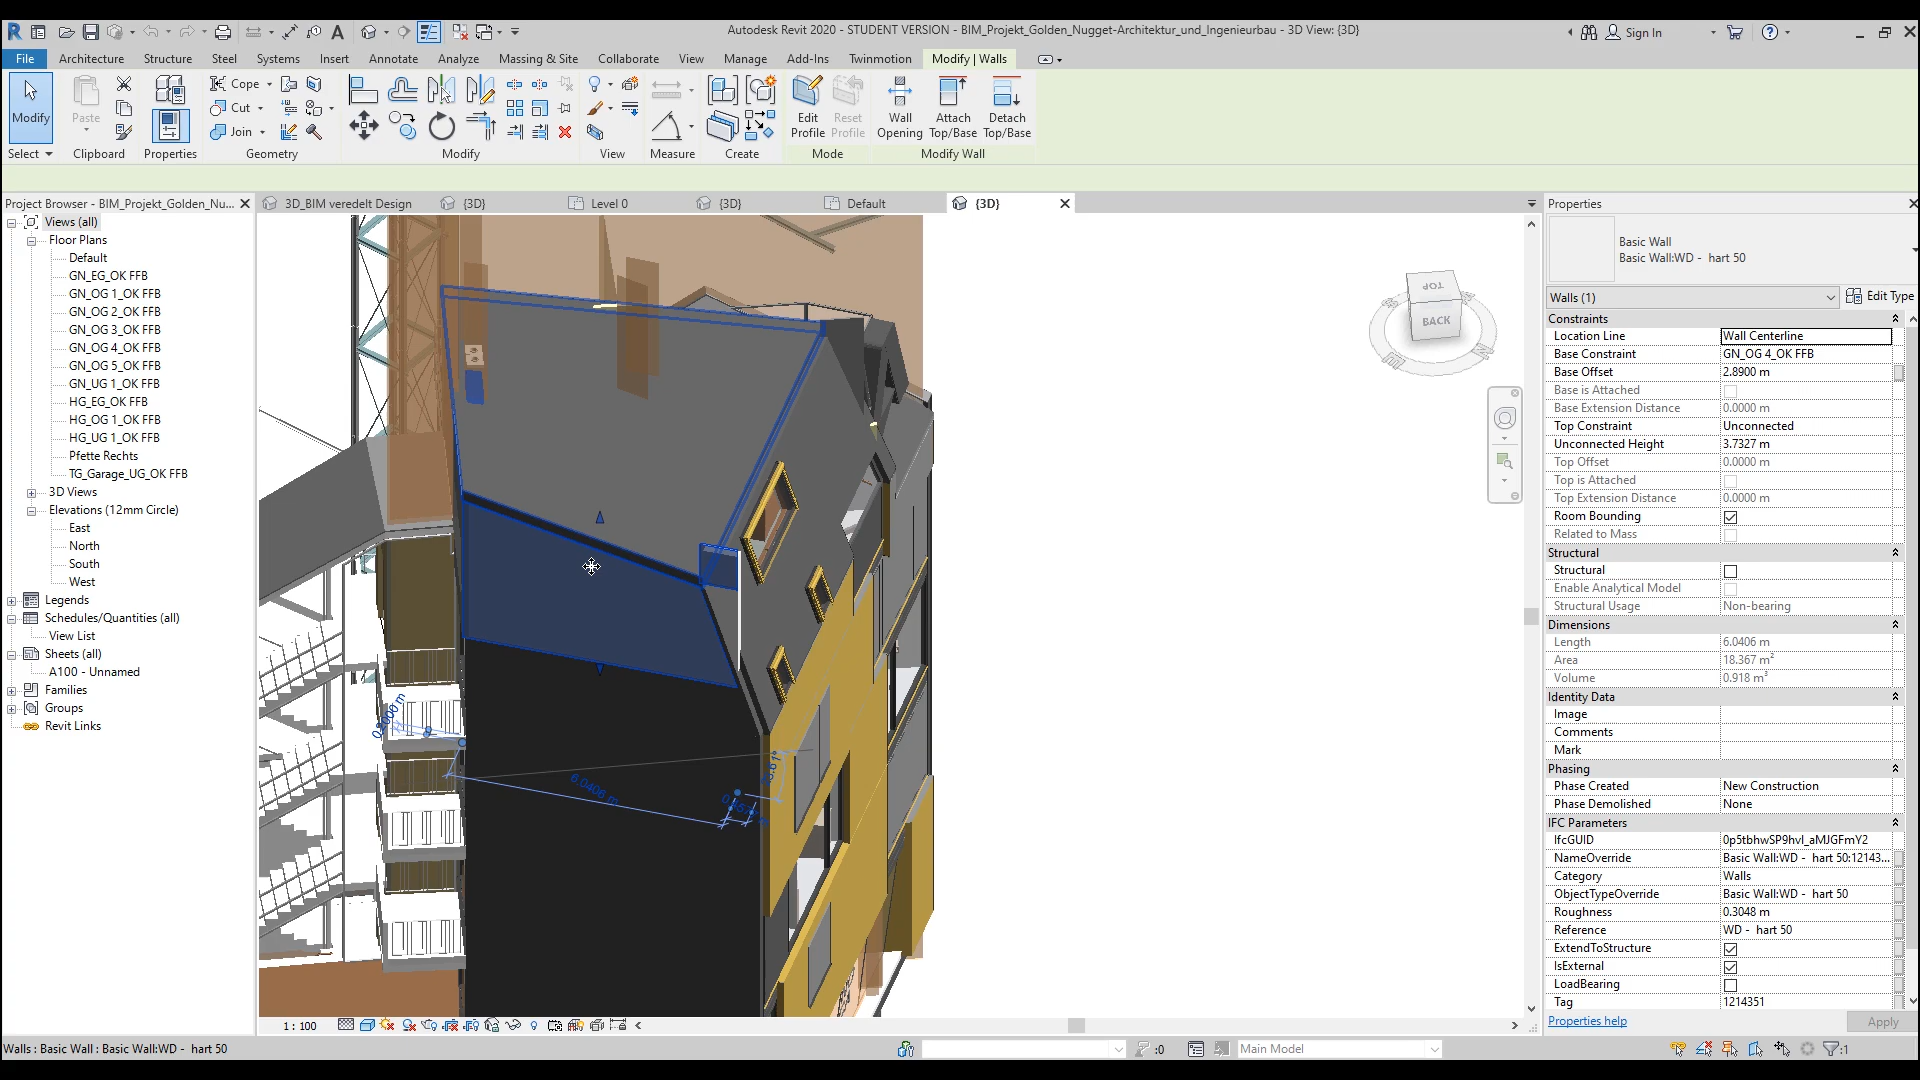 Autodesk Revit 2020 - STUDENT VERSION - BIM_Projekt_Golden_Nugget-Architektur_und_Ingenieurbau - 3D View: {3D}
Sign In
File Architecture Structure Steel Systems Insert Annotate Analyze Massing & Site Collaborate View Manage Add-Ins Twinmotion Modify | Walls
Modify
Paste
Cope
Cut
Join
Edit Profile
Reset Profile
Wall Opening
Attach Top/Base
Detach Top/Base
Select Clipboard Properties Geometry Modify View Measure Create Mode Modify Wall
Project Browser - BIM_Projekt_Golden_Nu...
3D_BIM veredelt Design {3D} Level 0 {3D} Default {3D}
Views (all)
Floor Plans
Default
GN_EG_OK FFB
GN_OG 1_OK FFB
GN_OG 2_OK FFB
GN_OG 3_OK FFB
GN_OG 4_OK FFB
GN_OG 5_OK FFB
GN_UG 1_OK FFB
HG_EG_OK FFB
HG_OG 1_OK FFB
HG_UG 1_OK FFB
Pfette Rechts
TG_Garage_UG_OK FFB
3D Views
Elevations (12mm Circle)
East
North
South
West
Legends
Schedules/Quantities (all)
View List
Sheets (all)
A100 - Unnamed
Families
Groups
Revit Links
TOP
BACK
6.0406 m
1 : 100
Properties
Basic Wall
Basic Wall:WD - hart 50
Walls (1) Edit Type
Constraints
Location Line Wall Centerline
Base Constraint GN_OG 4_OK FFB
Base Offset 2.8900 m
Base is Attached
Base Extension Distance 0.0000 m
Top Constraint Unconnected
Unconnected Height 3.7327 m
Top Offset 0.0000 m
Top is Attached
Top Extension Distance 0.0000 m
Room Bounding
Related to Mass
Structural
Structural
Enable Analytical Model
Structural Usage Non-bearing
Dimensions
Length 6.0406 m
Area 18.367 m²
Volume 0.918 m³
Identity Data
Image
Comments
Mark
Phasing
Phase Created New Construction
Phase Demolished None
IFC Parameters
IfcGUID 0p5tbhwSP9hvl_aMJGFmY2
NameOverride Basic Wall:WD - hart 50:12143...
Category Walls
ObjectTypeOverride Basic Wall:WD - hart 50
Roughness 0.3048 m
Reference WD - hart 50
ExtendToStructure
IsExternal
LoadBearing
Tag 1214351
Properties help Apply
Walls : Basic Wall : Basic Wall:WD - hart 50
:0
Main Model
:1